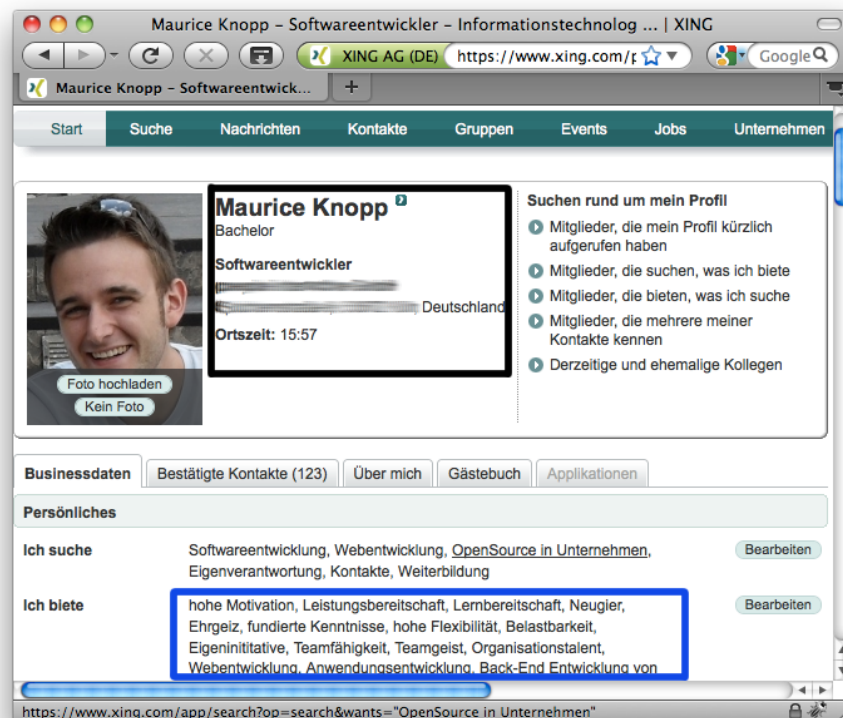 Maurice Knopp – Softwareentwickler – Informationstechnolog ... | XING
XING AG (DE) https://www.xing.com/p Google
Maurice Knopp – Softwareentwick... +
Start Suche Nachrichten Kontakte Gruppen Events Jobs Unternehmen
Maurice Knopp
Bachelor
Softwareentwickler
Deutschland
Ortszeit: 15:57
Foto hochladen
Kein Foto
Suchen rund um mein Profil
Mitglieder, die mein Profil kürzlich
aufgerufen haben
Mitglieder, die suchen, was ich biete
Mitglieder, die bieten, was ich suche
Mitglieder, die mehrere meiner
Kontakte kennen
Derzeitige und ehemalige Kollegen
Businessdaten Bestätigte Kontakte (123) Über mich Gästebuch Applikationen
Persönliches
Ich suche Softwareentwicklung, Webentwicklung, OpenSource in Unternehmen, Bearbeiten
Eigenverantwortung, Kontakte, Weiterbildung
Ich biete hohe Motivation, Leistungsbereitschaft, Lernbereitschaft, Neugier, Bearbeiten
Ehrgeiz, fundierte Kenntnisse, hohe Flexibilität, Belastbarkeit,
Eigeninititative, Teamfähigkeit, Teamgeist, Organisationstalent,
Webentwicklung, Anwendungsentwicklung, Back-End Entwicklung von
https://www.xing.com/app/search?op=search&wants="OpenSource in Unternehmen"